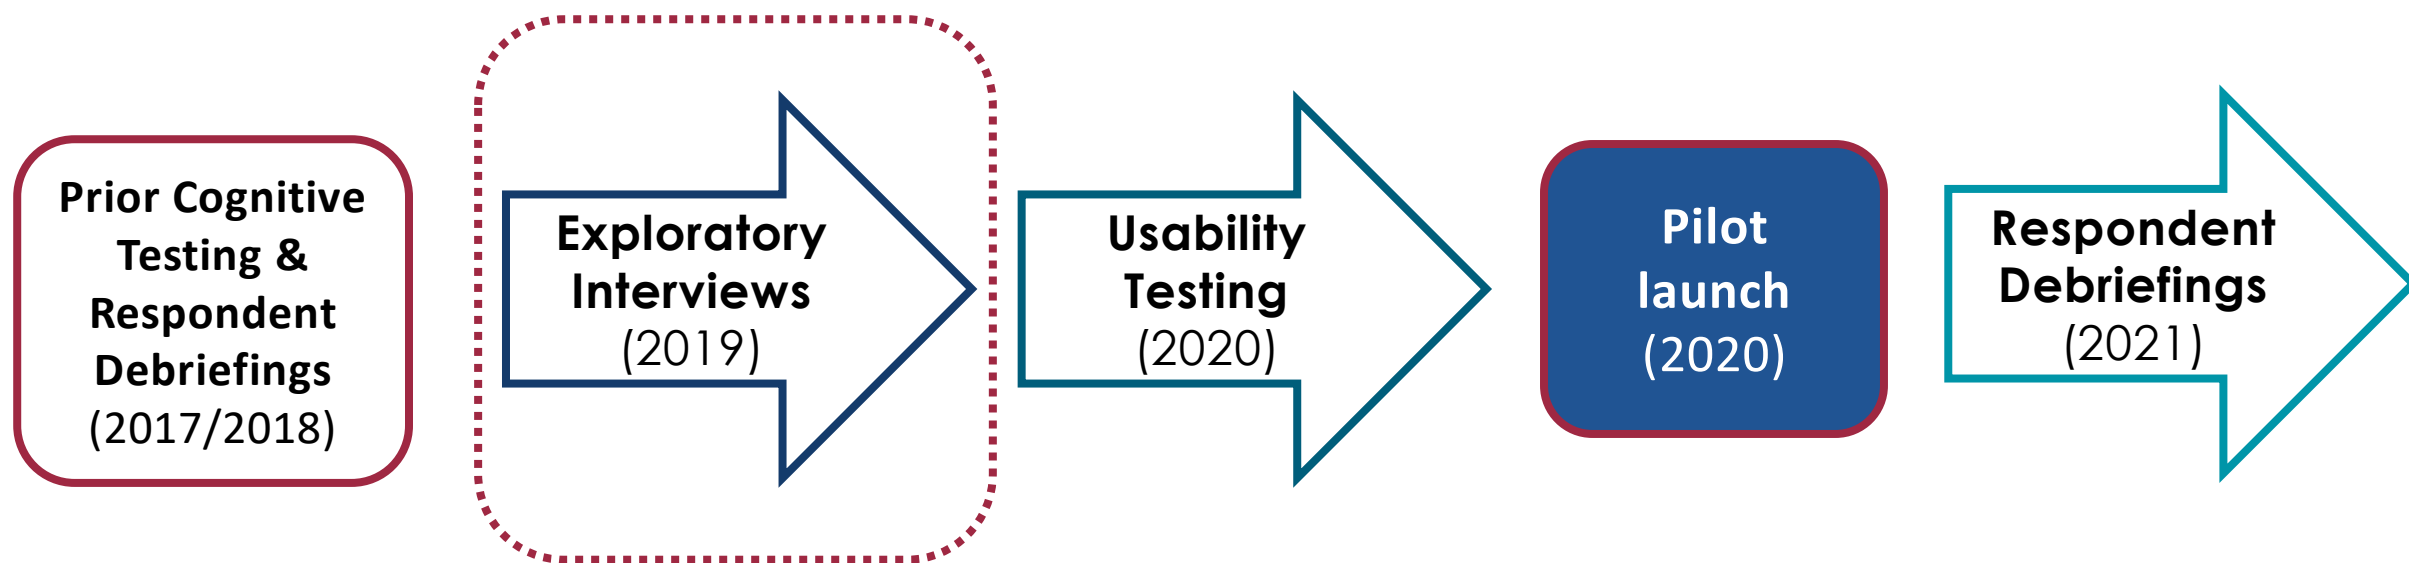 Prior Cognitive
Testing &
Respondent
Debriefings
(2017/2018)
Exploratory
Interviews
(2019)
Usability
Testing
(2020)
Pilot
launch
(2020)
Respondent
Debriefings
(2021)